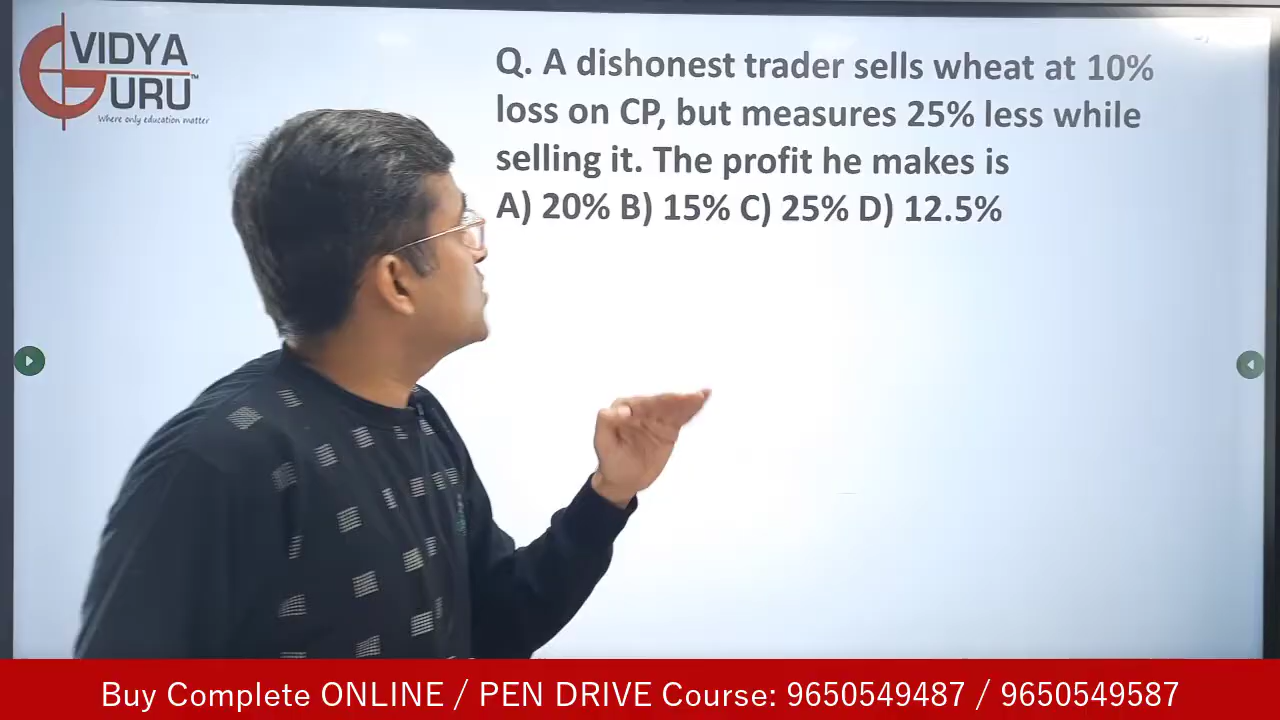 VIDYA
GURU™
Where only education matter
Q. A dishonest trader sells wheat at 10%
loss on CP, but measures 25% less while
selling it. The profit he makes is
A) 20% B) 15% C) 25% D) 12.5%
Buy Complete ONLINE / PEN DRIVE Course: 9650549487 / 9650549587